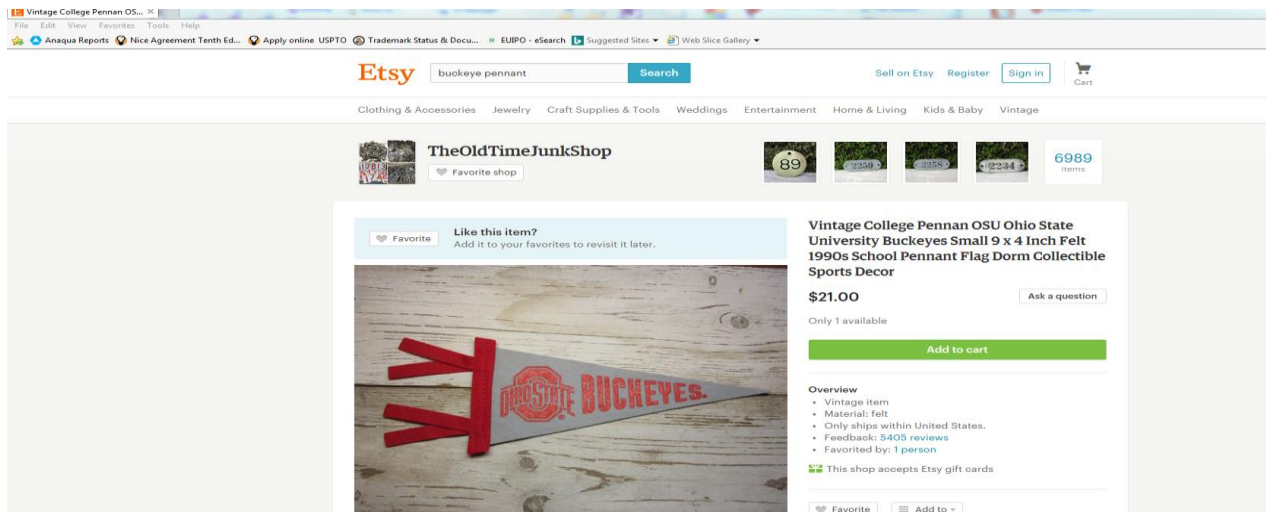 Vintage College Pennan OS...
File Edit View Favorites Tools Help
Anaqua Reports Nice Agreement Tenth Ed... Apply online USPTO Trademark Status & Docu... EUIPO - eSearch Suggested Sites Web Slice Gallery
Etsy buckeye pennant Search Sell on Etsy Register Sign in Cart
Clothing & Accessories Jewelry Craft Supplies & Tools Weddings Entertainment Home & Living Kids & Baby Vintage
TheOldTimeJunkShop
Favorite shop
89 2259 2258 2234
6989
items
Favorite
Like this item?
Add it to your favorites to revisit it later.
OHIO STATE BUCKEYES.
Vintage College Pennan OSU Ohio State
University Buckeyes Small 9 x 4 Inch Felt
1990s School Pennant Flag Dorm Collectible
Sports Decor
$21.00 Ask a question
Only 1 available
Add to cart
Overview
Vintage item
Material: felt
Only ships within United States.
Feedback: 5405 reviews
Favorited by: 1 person
This shop accepts Etsy gift cards
Favorite Add to